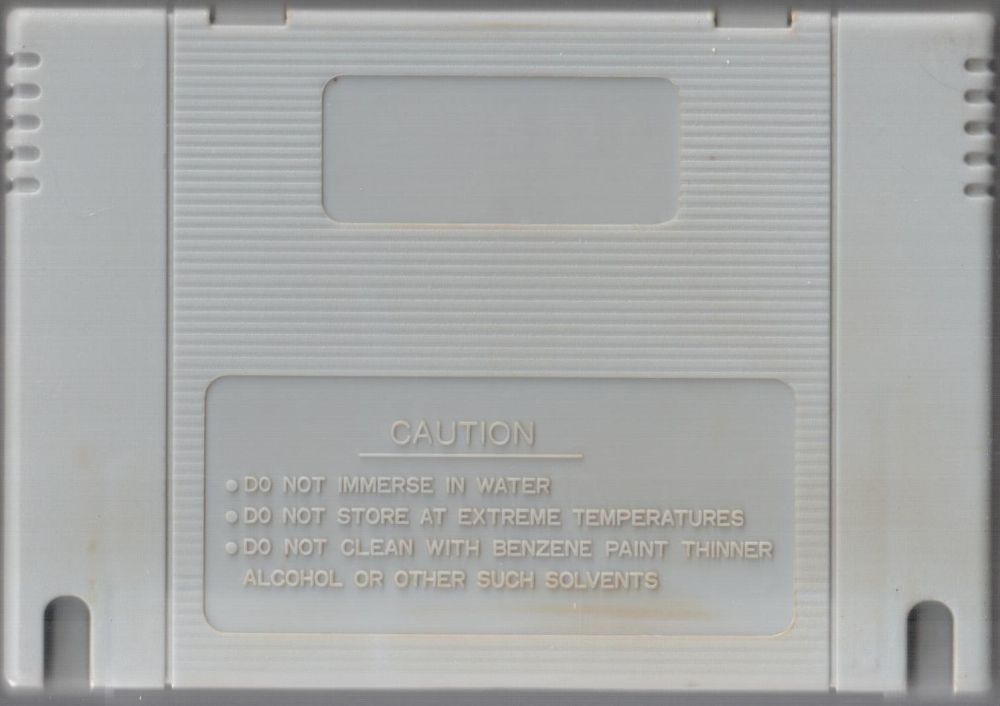 CAUTION
•DO NOT IMMERSE IN WATER
•DO NOT STORE AT EXTREME TEMPERATURES
•DO NOT CLEAN WITH BENZENE PAINT THINNER
ALCOHOL OR OTHER SUCH SOLVENTS